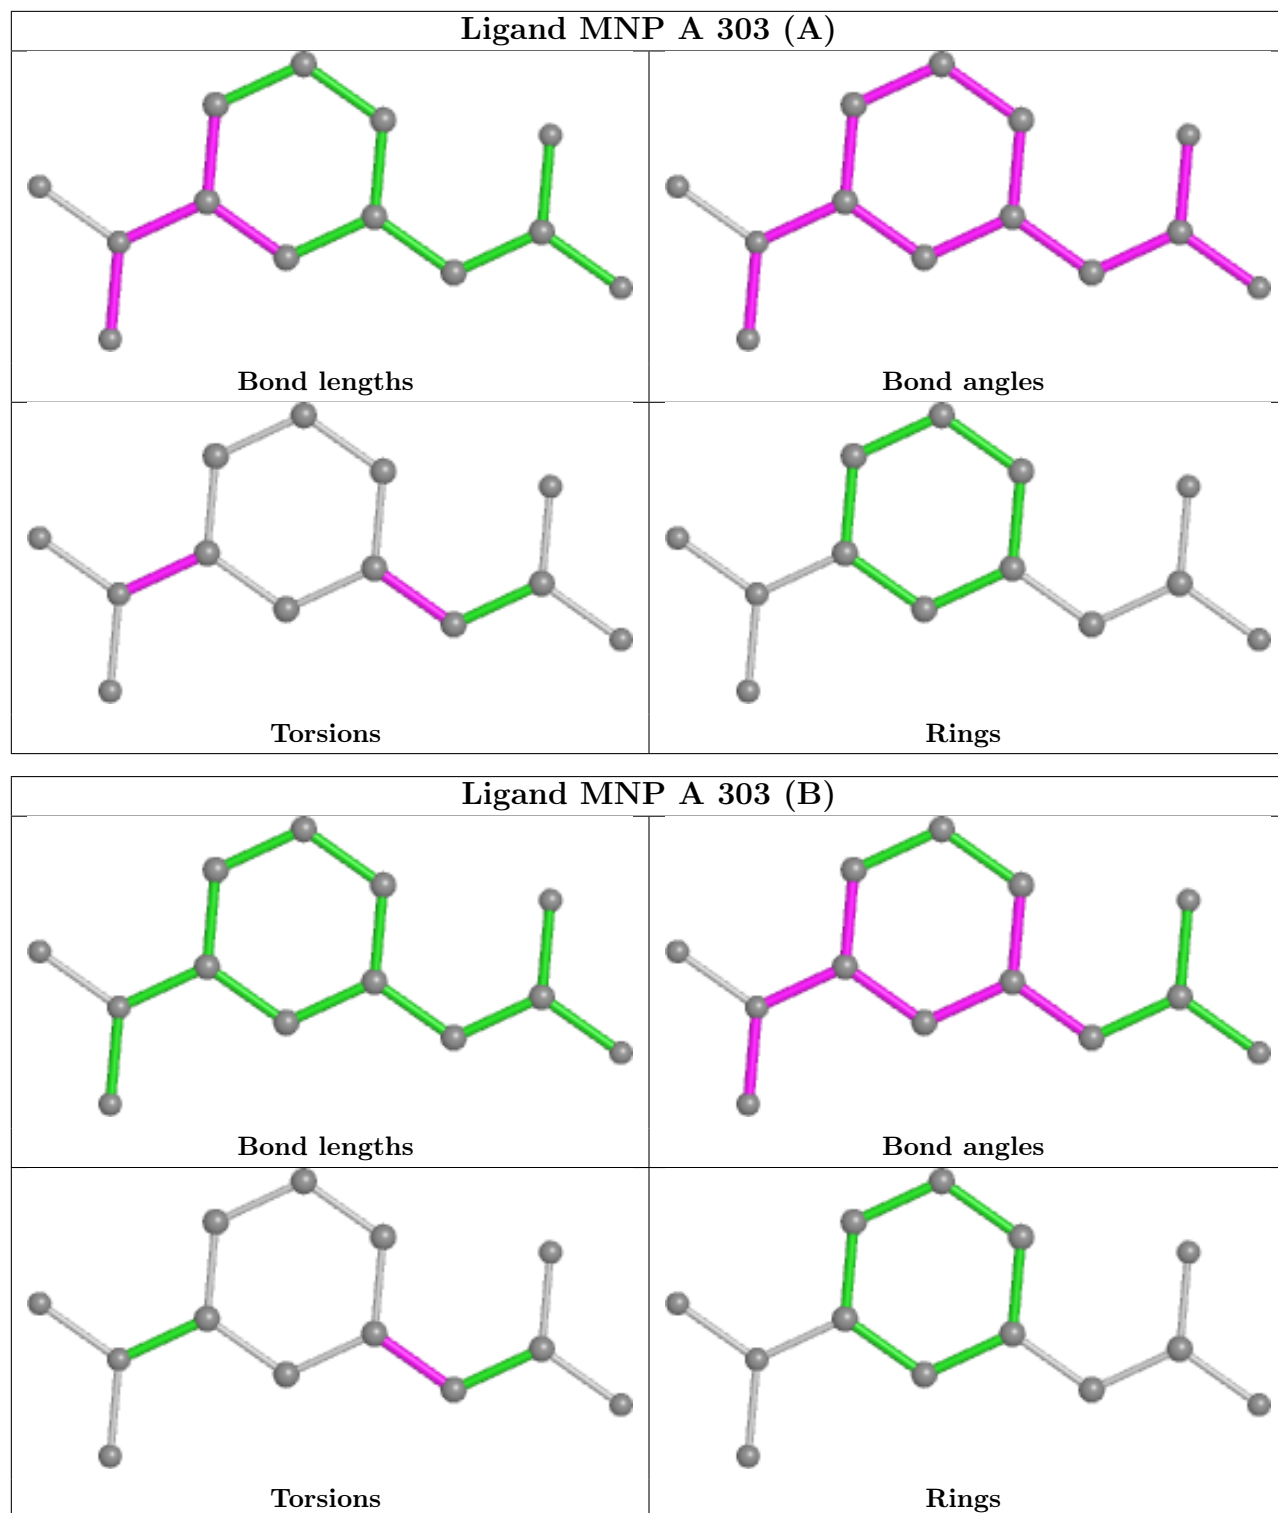 Ligand MNP A 303 (A)
Bond lengths
Bond angles
Torsions
Rings
Ligand MNP A 303 (B)
Bond lengths
Bond angles
Torsions
Rings